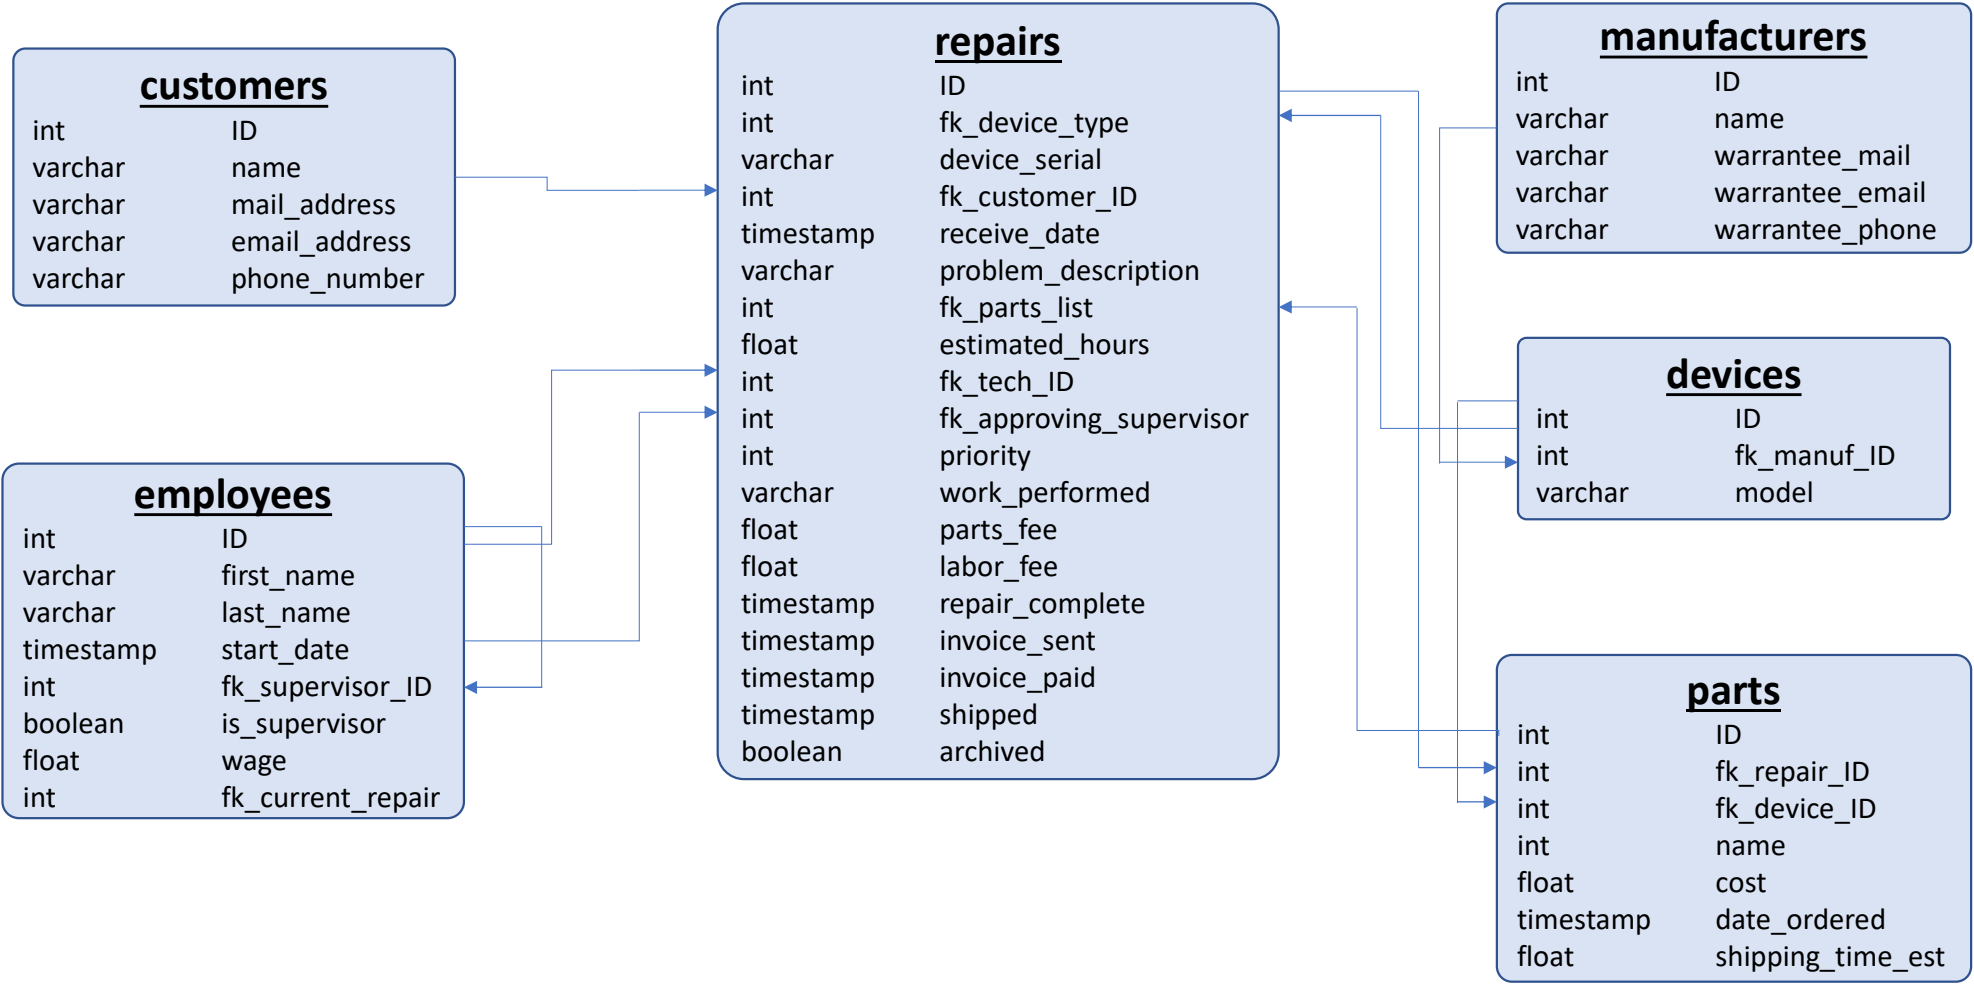 customers
int ID
varchar name
varchar mail_address
varchar email_address
varchar phone_number
employees
int ID
varchar first_name
varchar last_name
timestamp start_date
int fk_supervisor_ID
boolean is_supervisor
float wage
int fk_current_repair
repairs
int ID
int fk_device_type
varchar device_serial
int fk_customer_ID
timestamp receive_date
varchar problem_description
int fk_parts_list
float estimated_hours
int fk_tech_ID
int fk_approving_supervisor
int priority
varchar work_performed
float parts_fee
float labor_fee
timestamp repair_complete
timestamp invoice_sent
timestamp invoice_paid
timestamp shipped
boolean archived
manufacturers
int ID
varchar name
varchar warrantee_mail
varchar warrantee_email
varchar warrantee_phone
devices
int ID
int fk_manuf_ID
varchar model
parts
int ID
int fk_repair_ID
int fk_device_ID
int name
float cost
timestamp date_ordered
float shipping_time_est